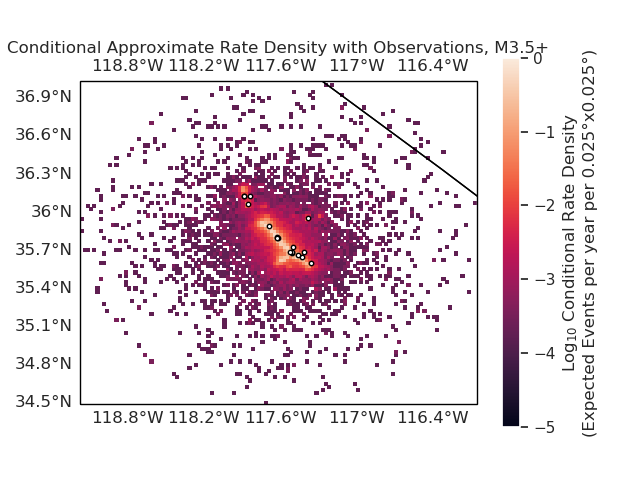 Conditional Approximate Rate Density with Observations, M3.5+
118.8°W 118.2°W 117.6°W 117°W 116.4°W
36.9°N
36.6°N
36.3°N
36°N
35.7°N
35.4°N
35.1°N
34.8°N
34.5°N
118.8°W 118.2°W 117.6°W 117°W 116.4°W
0
−1
−2
−3
−4
−5
Log₁₀ Conditional Rate Density
(Expected Events per year per 0.025°x0.025°)